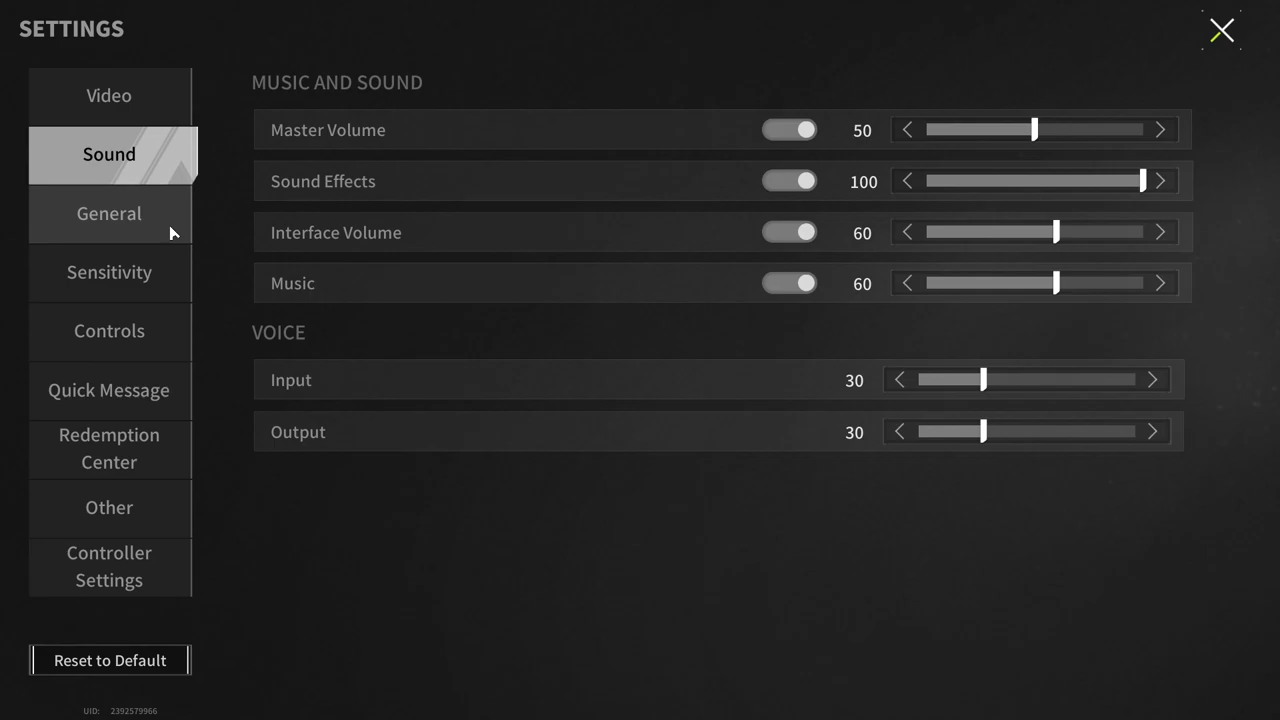 SETTINGS
Video
Sound
General
Sensitivity
Controls
Quick Message
Redemption
Center
Other
Controller
Settings
Reset to Default
UID: 2392579966
MUSIC AND SOUND
Master Volume 50
Sound Effects 100
Interface Volume 60
Music 60
VOICE
Input 30
Output 30